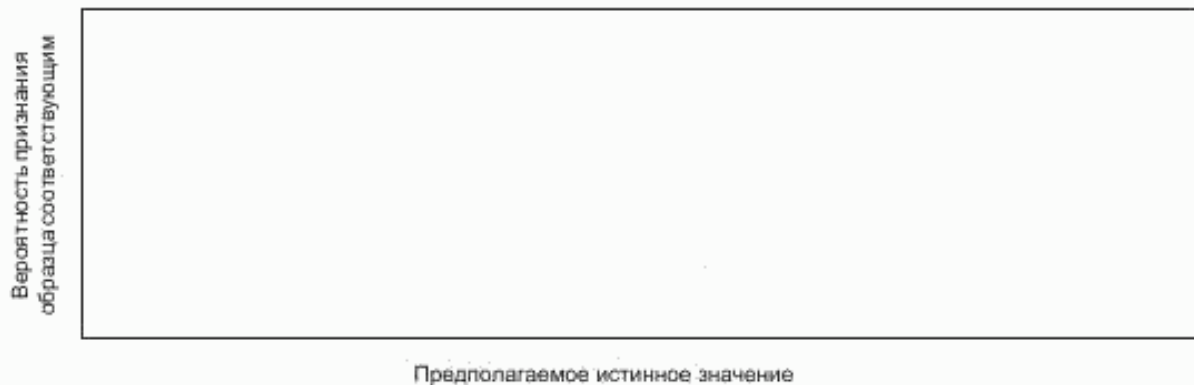 Вероятность признания
образца соответствующим
Предполагаемое истинное значение